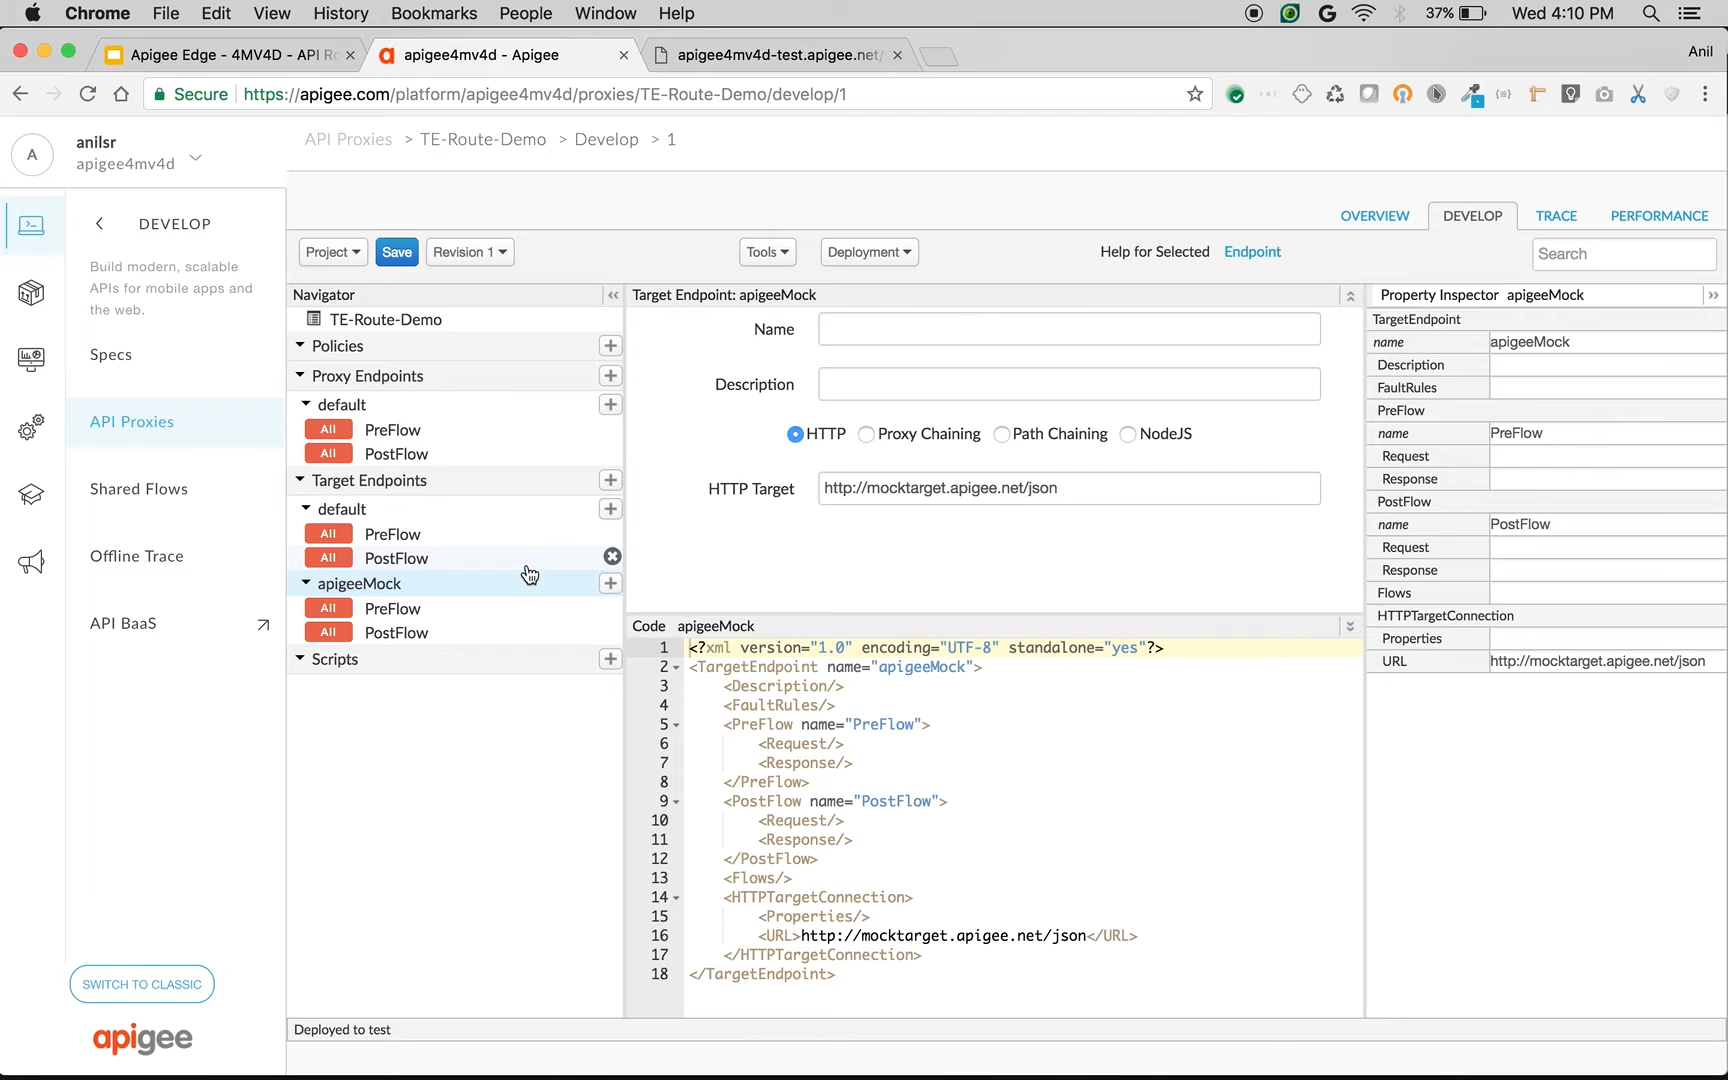 Chrome File Edit View History Bookmarks People Window Help 37% Wed 4:10 PM
Apigee Edge - 4MV4D - API Ro apigee4mv4d - Apigee apigee4mv4d-test.apigee.net/ Anil
Secure https://apigee.com/platform/apigee4mv4d/proxies/TE-Route-Demo/develop/1
A
anilsr
apigee4mv4d
API Proxies > TE-Route-Demo > Develop > 1
OVERVIEW DEVELOP TRACE PERFORMANCE
DEVELOP
Build modern, scalable
APIs for mobile apps and
the web.
Specs
API Proxies
Shared Flows
Offline Trace
API BaaS
SWITCH TO CLASSIC
apigee
Project Save Revision 1 Tools Deployment Help for Selected Endpoint Search
Navigator
TE-Route-Demo
Policies
Proxy Endpoints
default
All PreFlow
All PostFlow
Target Endpoints
default
All PreFlow
All PostFlow
apigeeMock
All PreFlow
All PostFlow
Scripts
Target Endpoint: apigeeMock
Name
Description
HTTP Proxy Chaining Path Chaining NodeJS
HTTP Target http://mocktarget.apigee.net/json
Code apigeeMock
1 <?xml version="1.0" encoding="UTF-8" standalone="yes"?>
2 <TargetEndpoint name="apigeeMock">
3 <Description/>
4 <FaultRules/>
5 <PreFlow name="PreFlow">
6 <Request/>
7 <Response/>
8 </PreFlow>
9 <PostFlow name="PostFlow">
10 <Request/>
11 <Response/>
12 </PostFlow>
13 <Flows/>
14 <HTTPTargetConnection>
15 <Properties/>
16 <URL>http://mocktarget.apigee.net/json</URL>
17 </HTTPTargetConnection>
18 </TargetEndpoint>
Property Inspector apigeeMock
TargetEndpoint
name apigeeMock
Description
FaultRules
PreFlow
name PreFlow
Request
Response
PostFlow
name PostFlow
Request
Response
Flows
HTTPTargetConnection
Properties
URL http://mocktarget.apigee.net/json
Deployed to test